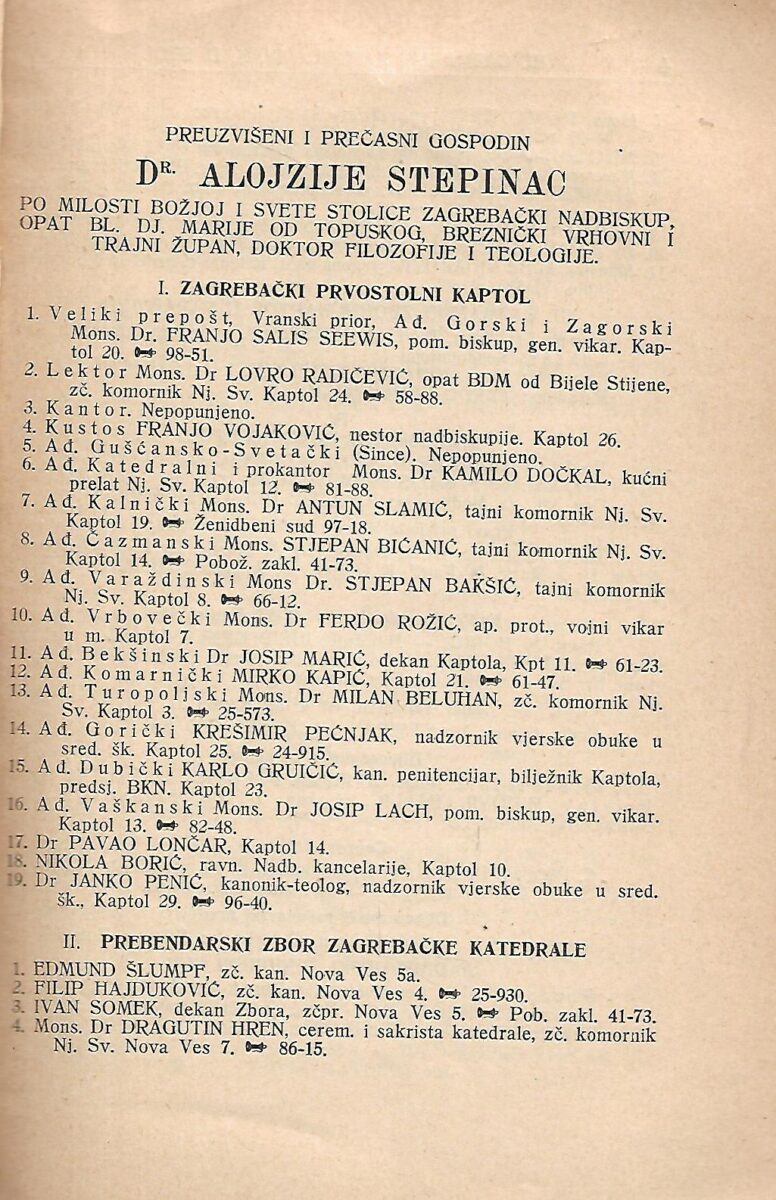 PREUZVIŠENI I PREČASNI GOSPODIN
DR. ALOJZIJE STEPINAC
PO MILOSTI BOŽJOJ I SVETE STOLICE ZAGREBAČKI NADBISKUP,
OPAT BL. DJ. MARIJE OD TOPUSKOG, BREZNIČKI VRHOVNI I
TRAJNI ŽUPAN, DOKTOR FILOZOFIJE I TEOLOGIJE.
I. ZAGREBAČKI PRVOSTOLNI KAPTOL
1. Veliki prepošt, Vranski prior, Ađ. Gorski i Zagorski
Mons. Dr. FRANJO SALIS SEEWIS, pom. biskup, gen. vikar. Kap-
tol 20. 98-51.
2. Lektor Mons. Dr LOVRO RADIČEVIĆ, opat BDM od Bijele Stijene,
zč. komornik Nj. Sv. Kaptol 24. 58-88.
3. Kantor. Nepopunjeno.
4. Kustos FRANJO VOJAKOVIĆ, nestor nadbiskupije. Kaptol 26.
5. Ađ. Gušćansko-Svetački (Since). Nepopunjeno.
6. Ađ. Katedralni i prokantor Mons. Dr KAMILO DOČKAL, kućni
prelat Nj. Sv. Kaptol 12. 81-88.
7. Ađ. Kalnički Mons. Dr ANTUN SLAMIĆ, tajni komornik Nj. Sv.
Kaptol 19. Ženidbeni sud 97-18.
8. Ađ. Čazmanski Mons. STJEPAN BIĆANIĆ, tajni komornik Nj. Sv.
Kaptol 14. Pobož. zakl. 41-73.
9. Ađ. Varaždinski Mons Dr. STJEPAN BAKŠIĆ, tajni komornik
Nj. Sv. Kaptol 8. 66-12.
10. Ađ. Vrbovečki Mons. Dr FERDO ROŽIĆ, ap. prot., vojni vikar
u m. Kaptol 7.
11. Ađ. Bekšinski Dr JOSIP MARIĆ, dekan Kaptola, Kpt 11. 61-23.
12. Ađ. Komarnički MIRKO KAPIĆ, Kaptol 21. 61-47.
13. Ađ. Turopoljski Mons. Dr MILAN BELUHAN, zč. komornik Nj.
Sv. Kaptol 3. 25-573.
14. Ađ. Gorički KREŠIMIR PEĆNJAK, nadzornik vjerske obuke u
sred. šk. Kaptol 25. 24-915.
15. Ađ. Dubički KARLO GRUIČIĆ, kan. penitencijar, bilježnik Kaptola,
predsj. BKN. Kaptol 23.
16. Ađ. Vaškanski Mons. Dr JOSIP LACH, pom. biskup, gen. vikar.
Kaptol 13. 82-48.
17. Dr PAVAO LONČAR, Kaptol 14.
18. NIKOLA BORIĆ, ravn. Nadb. kancelarije, Kaptol 10.
19. Dr JANKO PENIĆ, kanonik-teolog, nadzornik vjerske obuke u sred.
šk., Kaptol 29. 96-40.
II. PREBENDARSKI ZBOR ZAGREBAČKE KATEDRALE
1. EDMUND ŠLUMPF, zč. kan. Nova Ves 5a.
2. FILIP HAJDUKOVIĆ, zč. kan. Nova Ves 4. 25-930.
3. IVAN SOMEK, dekan Zbora, zčpr. Nova Ves 5. Pob. zakl. 41-73.
4. Mons. Dr DRAGUTIN HREN, cerem. i sakrista katedrale, zč. komornik
Nj. Sv. Nova Ves 7. 86-15.